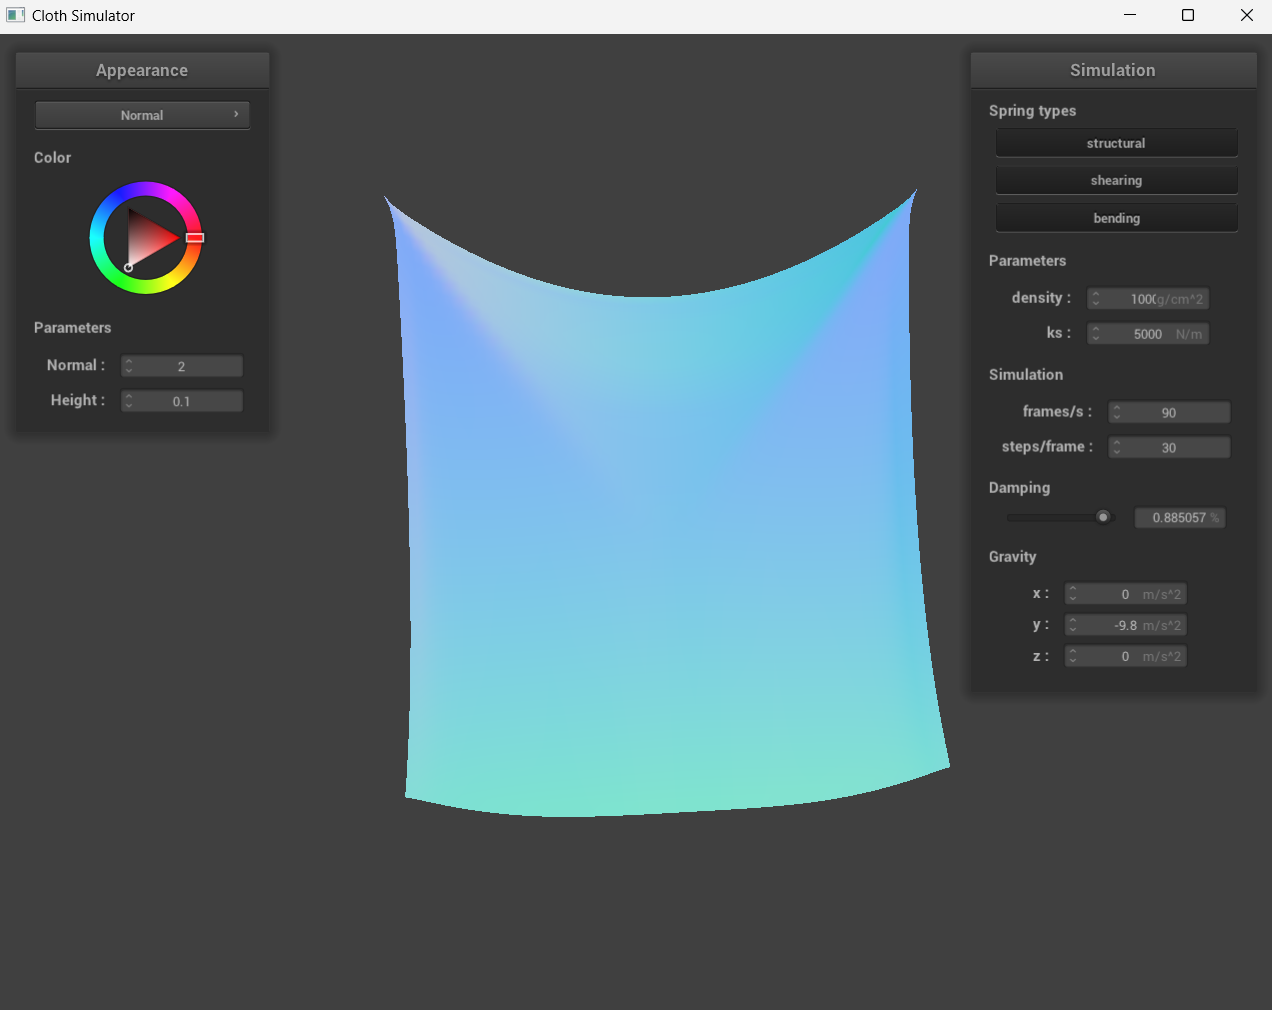 Cloth Simulator
Appearance
Normal
Color
Parameters
Normal :
2
Height :
0.1
Simulation
Spring types
structural
shearing
bending
Parameters
density :
100 g/cm^2
ks :
5000 N/m
Simulation
frames/s :
90
steps/frame :
30
Damping
0.885057 %
Gravity
x :
0 m/s^2
y :
-9.8 m/s^2
z :
0 m/s^2